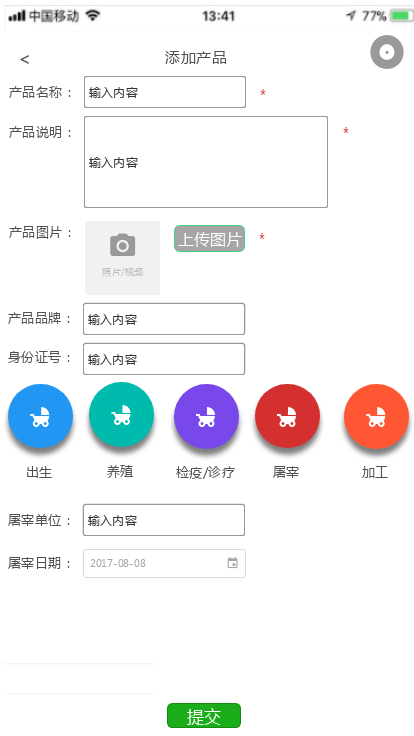 中国移动 13:41 77%
< 添加产品
产品名称： 输入内容 *
产品说明： 输入内容 *
产品图片： 照片/视频 上传图片 *
产品品牌： 输入内容
身份证号： 输入内容
出生 养殖 检疫/诊疗 屠宰 加工
屠宰单位： 输入内容
屠宰日期： 2017-08-08
提交